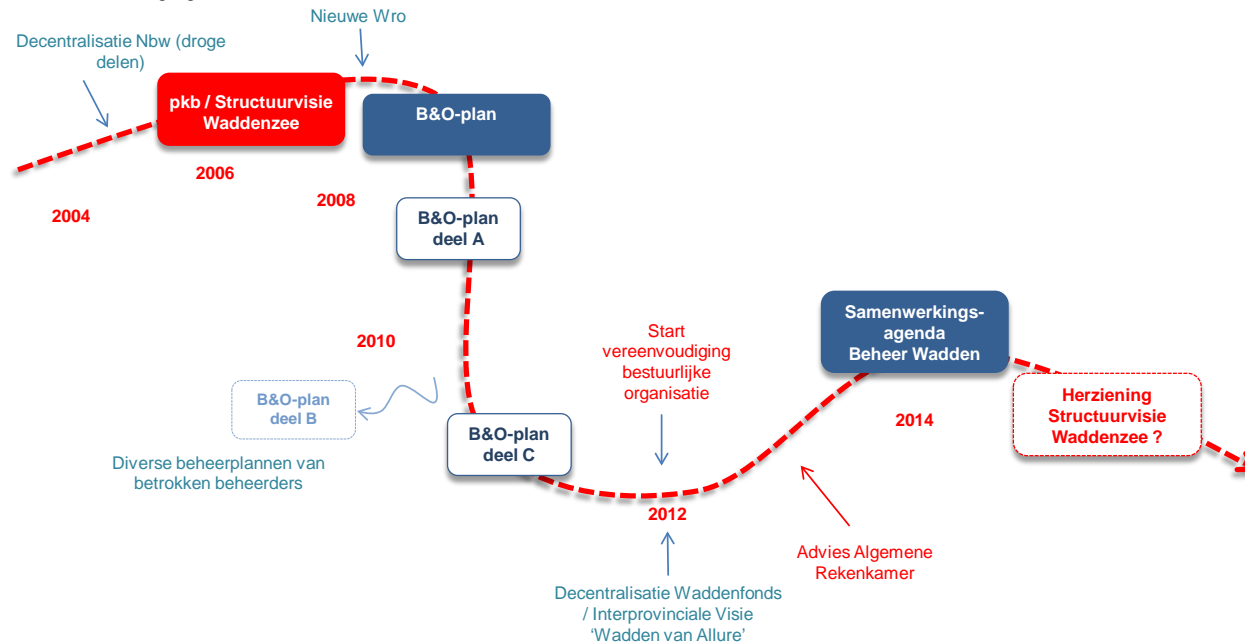 Nieuwe Wro
Decentralisatie Nbw (droge
delen)
pkb / Structuurvisie
Waddenzee
B&O-plan
2006
2008
2004
B&O-plan
deel A
2010
B&O-plan
deel B
Diverse beheerplannen van
betrokken beheerders
B&O-plan
deel C
Start
vereenvoudiging
bestuurlijke
organisatie
2012
Decentralisatie Waddenfonds
/ Interprovinciale Visie
'Wadden van Allure'
Samenwerkings-
agenda
Beheer Wadden
2014
Advies Algemene
Rekenkamer
Herziening
Structuurvisie
Waddenzee ?